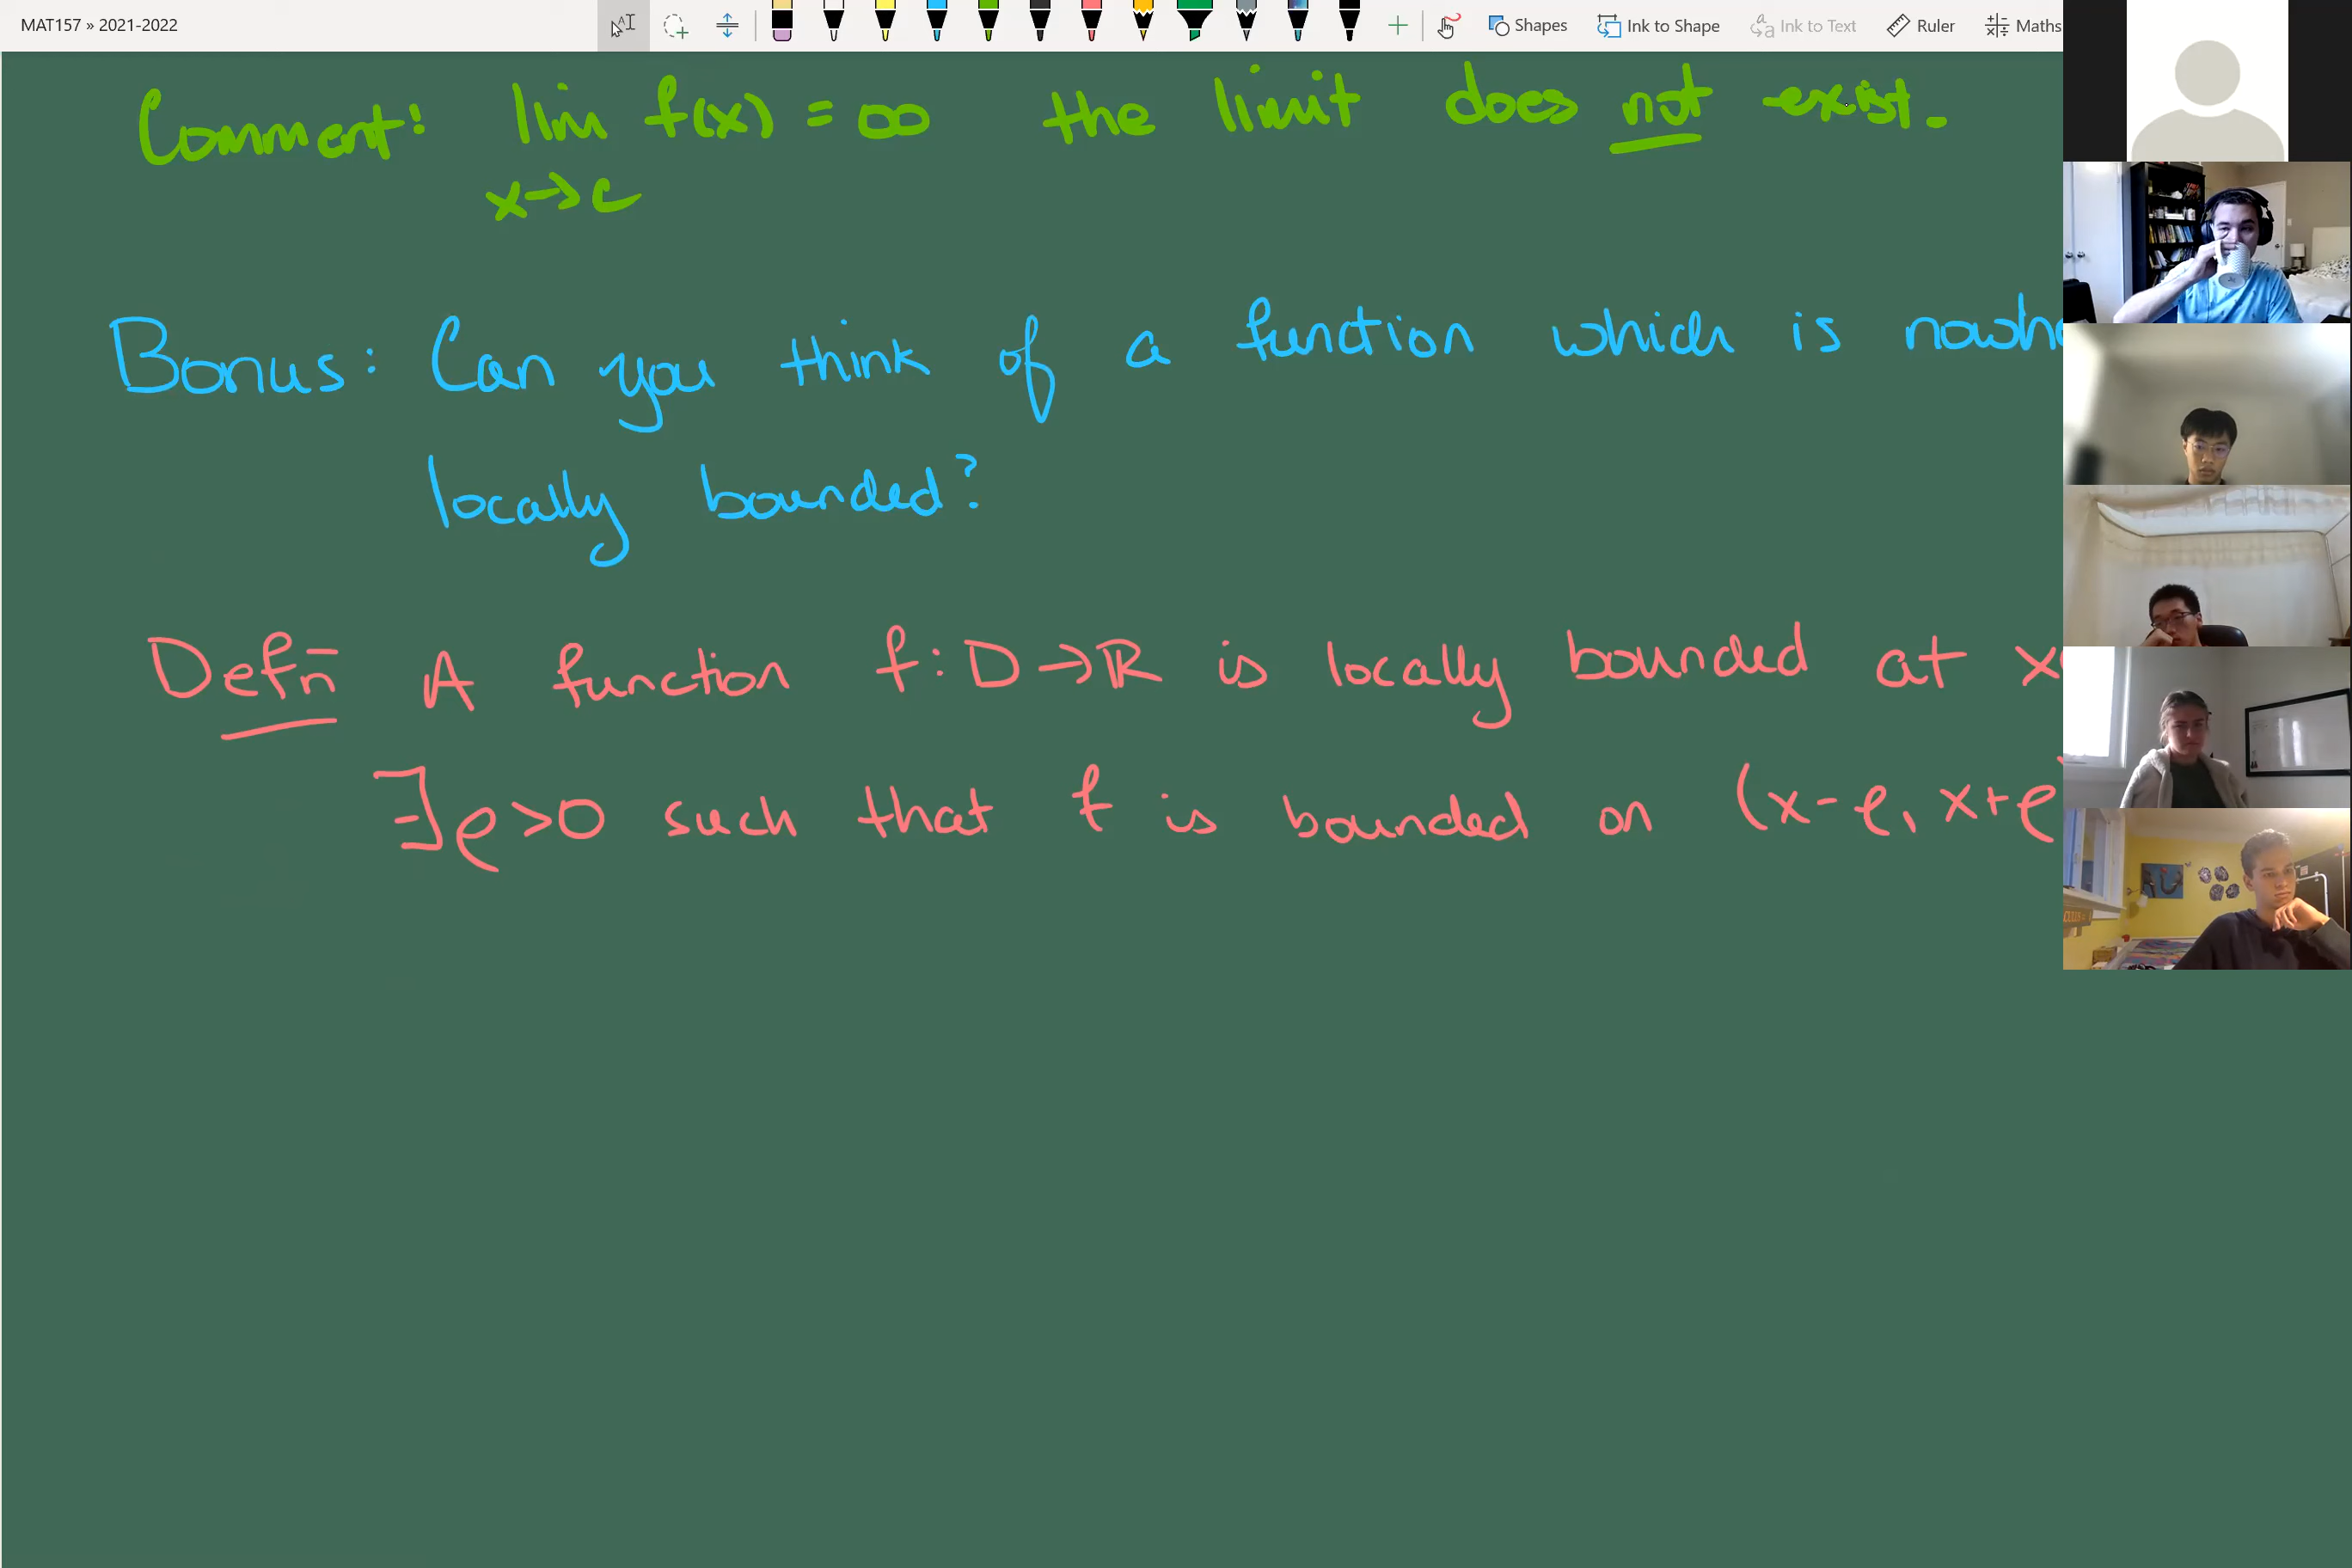 MAT157 » 2021-2022
Shapes
Ink to Shape
Ink to Text
Ruler
Maths
Comment: lim f(x) = ∞ the limit does not exist.
x→c
Bonus: Can you think of a function which is nowhe
locally bounded?
Defn A function f: D→ℝ is locally bounded at x
∃ρ>0 such that f is bounded on (x-ρ, x+ρ